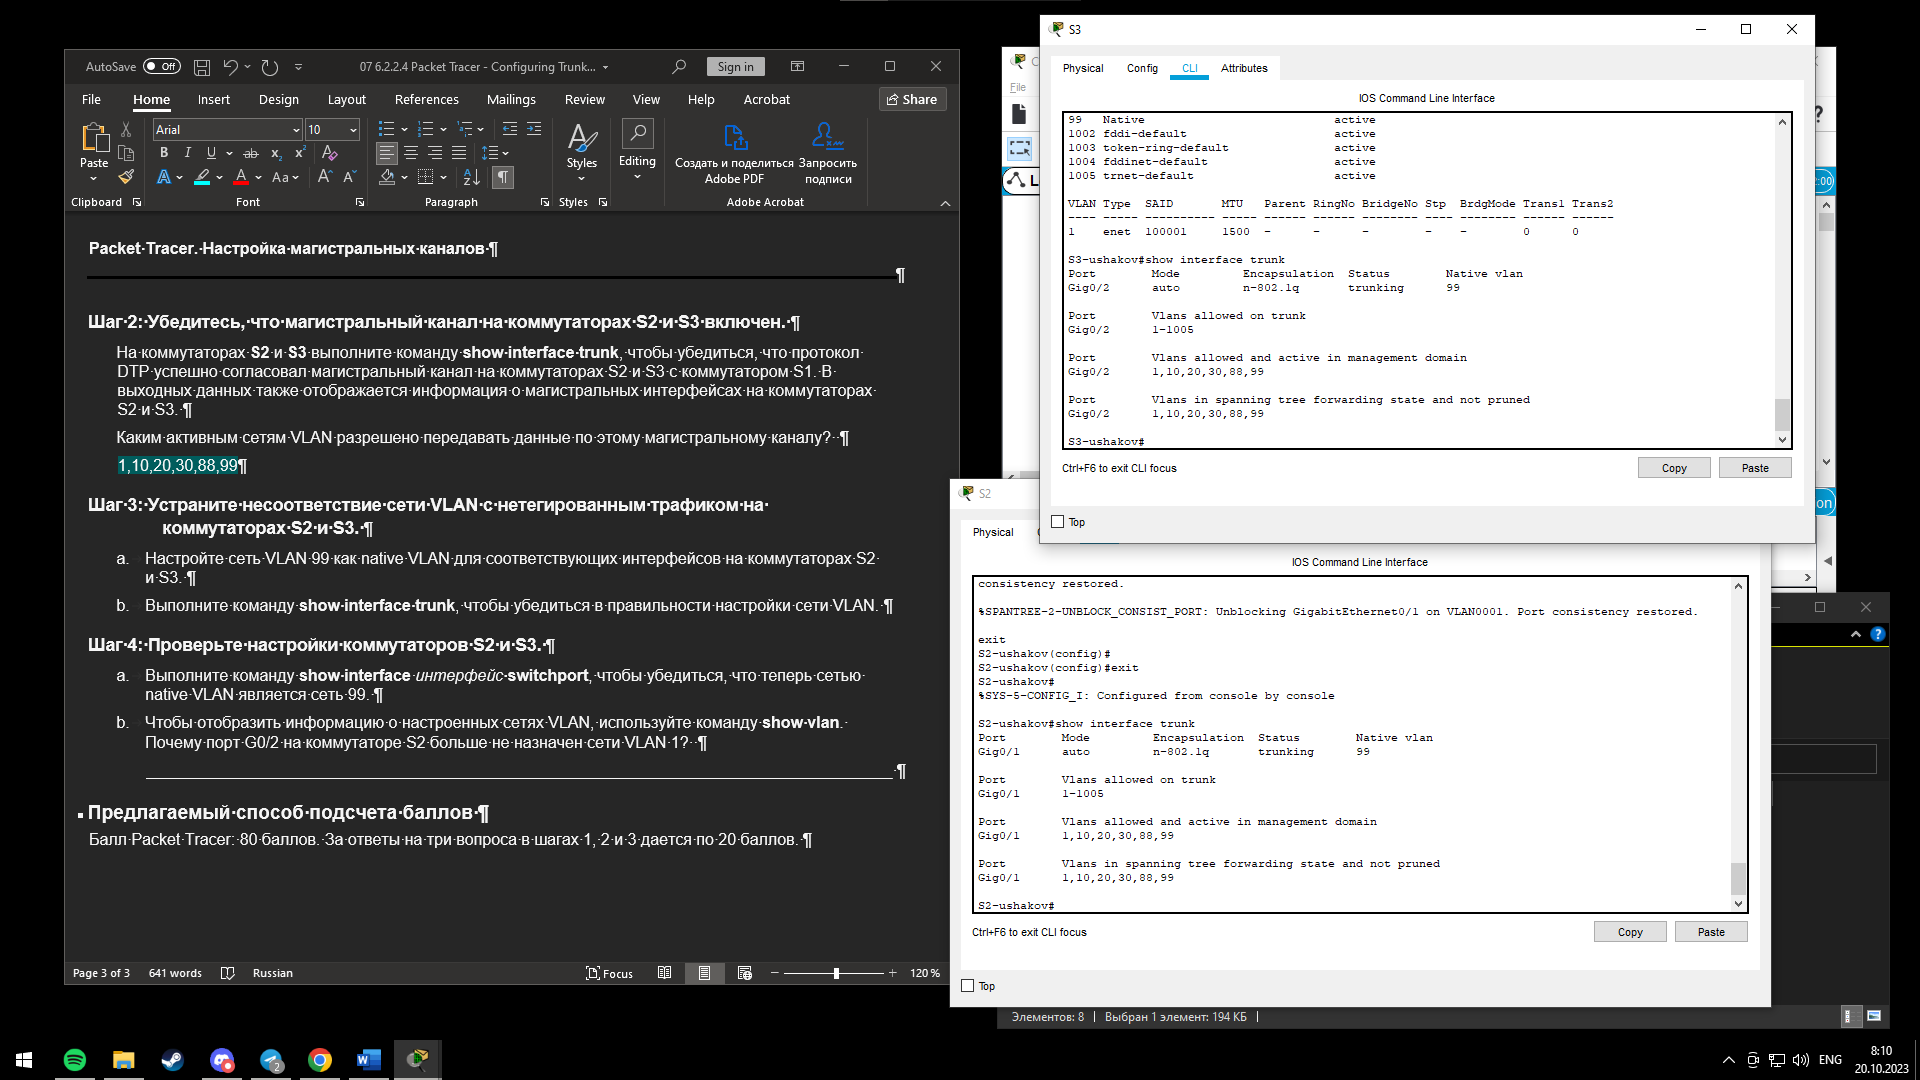 AutoSave Off
07 6.2.2.4 Packet Tracer - Configuring Trunk...
Sign in
File Home Insert Design Layout References Mailings Review View Help Acrobat
Share
Arial 10
Paste
Styles
Editing
Создать и поделиться Adobe PDF
Запросить подписи
Clipboard Font Paragraph Styles Adobe Acrobat
Packet·Tracer.·Настройка·магистральных·каналов·¶
¶
Шаг·2:·Убедитесь,·что·магистральный·канал·на·коммутаторах·S2·и·S3·включен.·¶
На·коммутаторах·S2·и·S3·выполните·команду·show·interface·trunk,·чтобы·убедиться,·что·протокол·
DTP·успешно·согласовал·магистральный·канал·на·коммутаторах·S2·и·S3·с·коммутатором·S1.·В·
выходных·данных·также·отображается·информация·о·магистральных·интерфейсах·на·коммутаторах·
S2·и·S3.·¶
Каким·активным·сетям·VLAN·разрешено·передавать·данные·по·этому·магистральному·каналу?··¶
1,10,20,30,88,99¶
Шаг·3:·Устраните·несоответствие·сети·VLAN·с·нетегированным·трафиком·на·
коммутаторах·S2·и·S3.·¶
a. Настройте·сеть·VLAN·99·как·native·VLAN·для·соответствующих·интерфейсов·на·коммутаторах·S2·
и·S3.·¶
b. Выполните·команду·show·interface·trunk,·чтобы·убедиться·в·правильности·настройки·сети·VLAN.·¶
Шаг·4:·Проверьте·настройки·коммутаторов·S2·и·S3.·¶
a. Выполните·команду·show·interface·интерфейс·switchport,·чтобы·убедиться,·что·теперь·сетью·
native·VLAN·является·сеть·99.·¶
b. Чтобы·отобразить·информацию·о·настроенных·сетях·VLAN,·используйте·команду·show·vlan.·
Почему·порт·G0/2·на·коммутаторе·S2·больше·не·назначен·сети·VLAN·1?··¶
·¶
Предлагаемый·способ·подсчета·баллов·¶
Балл·Packet·Tracer:·80·баллов.·За·ответы·на·три·вопроса·в·шагах·1,·2·и·3·дается·по·20·баллов.·¶
Page 3 of 3 641 words Russian Focus 120 %
S3
Physical Config CLI Attributes
IOS Command Line Interface
99 Native active
1002 fddi-default active
1003 token-ring-default active
1004 fddinet-default active
1005 trnet-default active
VLAN Type SAID MTU Parent RingNo BridgeNo Stp BrdgMode Trans1 Trans2
---- ----- ---------- ----- ------ ------ -------- ---- -------- ------ ------
1 enet 100001 1500 - - - - - 0 0
S3-ushakov#show interface trunk
Port Mode Encapsulation Status Native vlan
Gig0/2 auto n-802.1q trunking 99
Port Vlans allowed on trunk
Gig0/2 1-1005
Port Vlans allowed and active in management domain
Gig0/2 1,10,20,30,88,99
Port Vlans in spanning tree forwarding state and not pruned
Gig0/2 1,10,20,30,88,99
S3-ushakov#
Ctrl+F6 to exit CLI focus
Copy Paste
Top
S2
Physical
IOS Command Line Interface
consistency restored.
%SPANTREE-2-UNBLOCK_CONSIST_PORT: Unblocking GigabitEthernet0/1 on VLAN0001. Port consistency restored.
exit
S2-ushakov(config)#
S2-ushakov(config)#exit
S2-ushakov#
%SYS-5-CONFIG_I: Configured from console by console
S2-ushakov#show interface trunk
Port Mode Encapsulation Status Native vlan
Gig0/1 auto n-802.1q trunking 99
Port Vlans allowed on trunk
Gig0/1 1-1005
Port Vlans allowed and active in management domain
Gig0/1 1,10,20,30,88,99
Port Vlans in spanning tree forwarding state and not pruned
Gig0/1 1,10,20,30,88,99
S2-ushakov#
Ctrl+F6 to exit CLI focus
Copy Paste
Top
File
Элементов: 8 Выбран 1 элемент: 194 КБ
2
ENG
8:10
20.10.2023